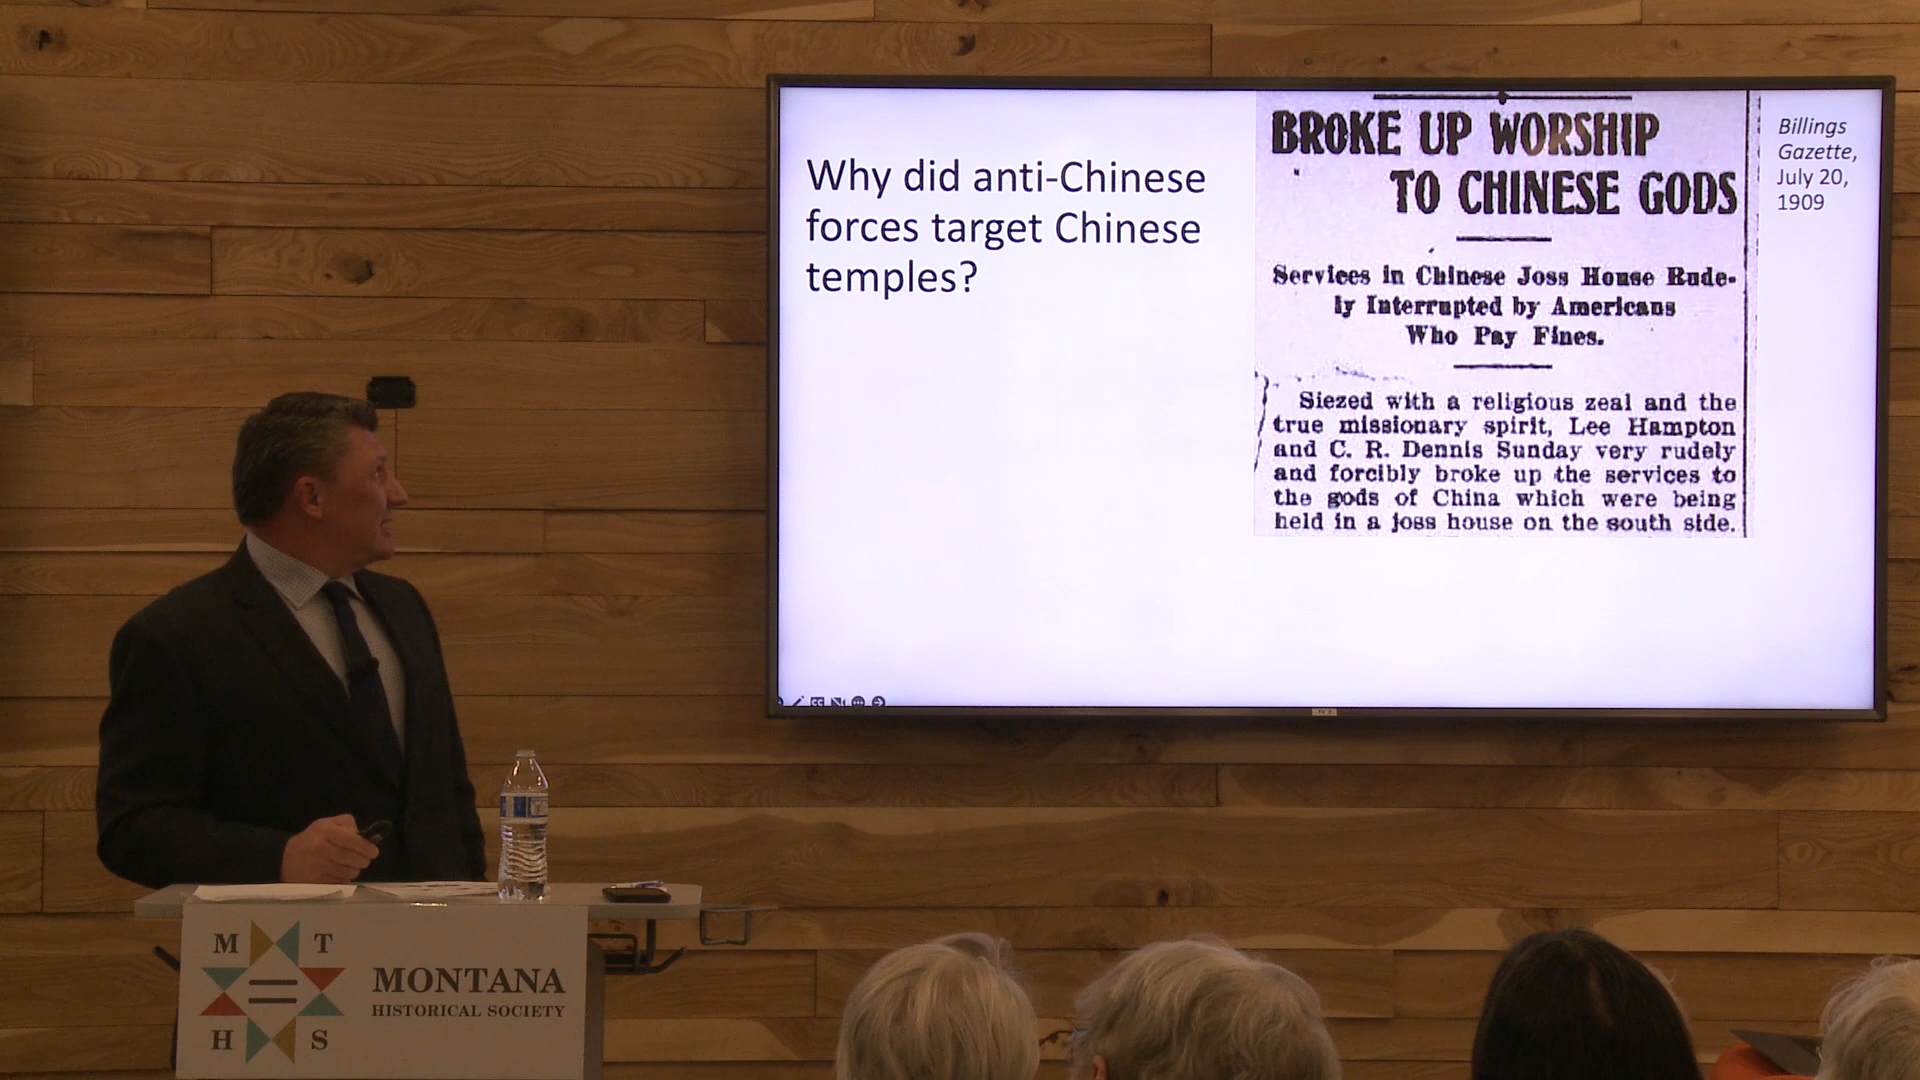 Why did anti-Chinese
forces target Chinese
temples?
BROKE UP WORSHIP
TO CHINESE GODS
Services in Chinese Joss House Rude-
ly Interrupted by Americans
Who Pay Fines.
Siezed with a religious zeal and the
true missionary spirit, Lee Hampton
and C. R. Dennis Sunday very rudely
and forcibly broke up the services to
the gods of China which were being
held in a joss house on the south side.
Billings
Gazette,
July 20,
1909
M T
H S
MONTANA
HISTORICAL SOCIETY